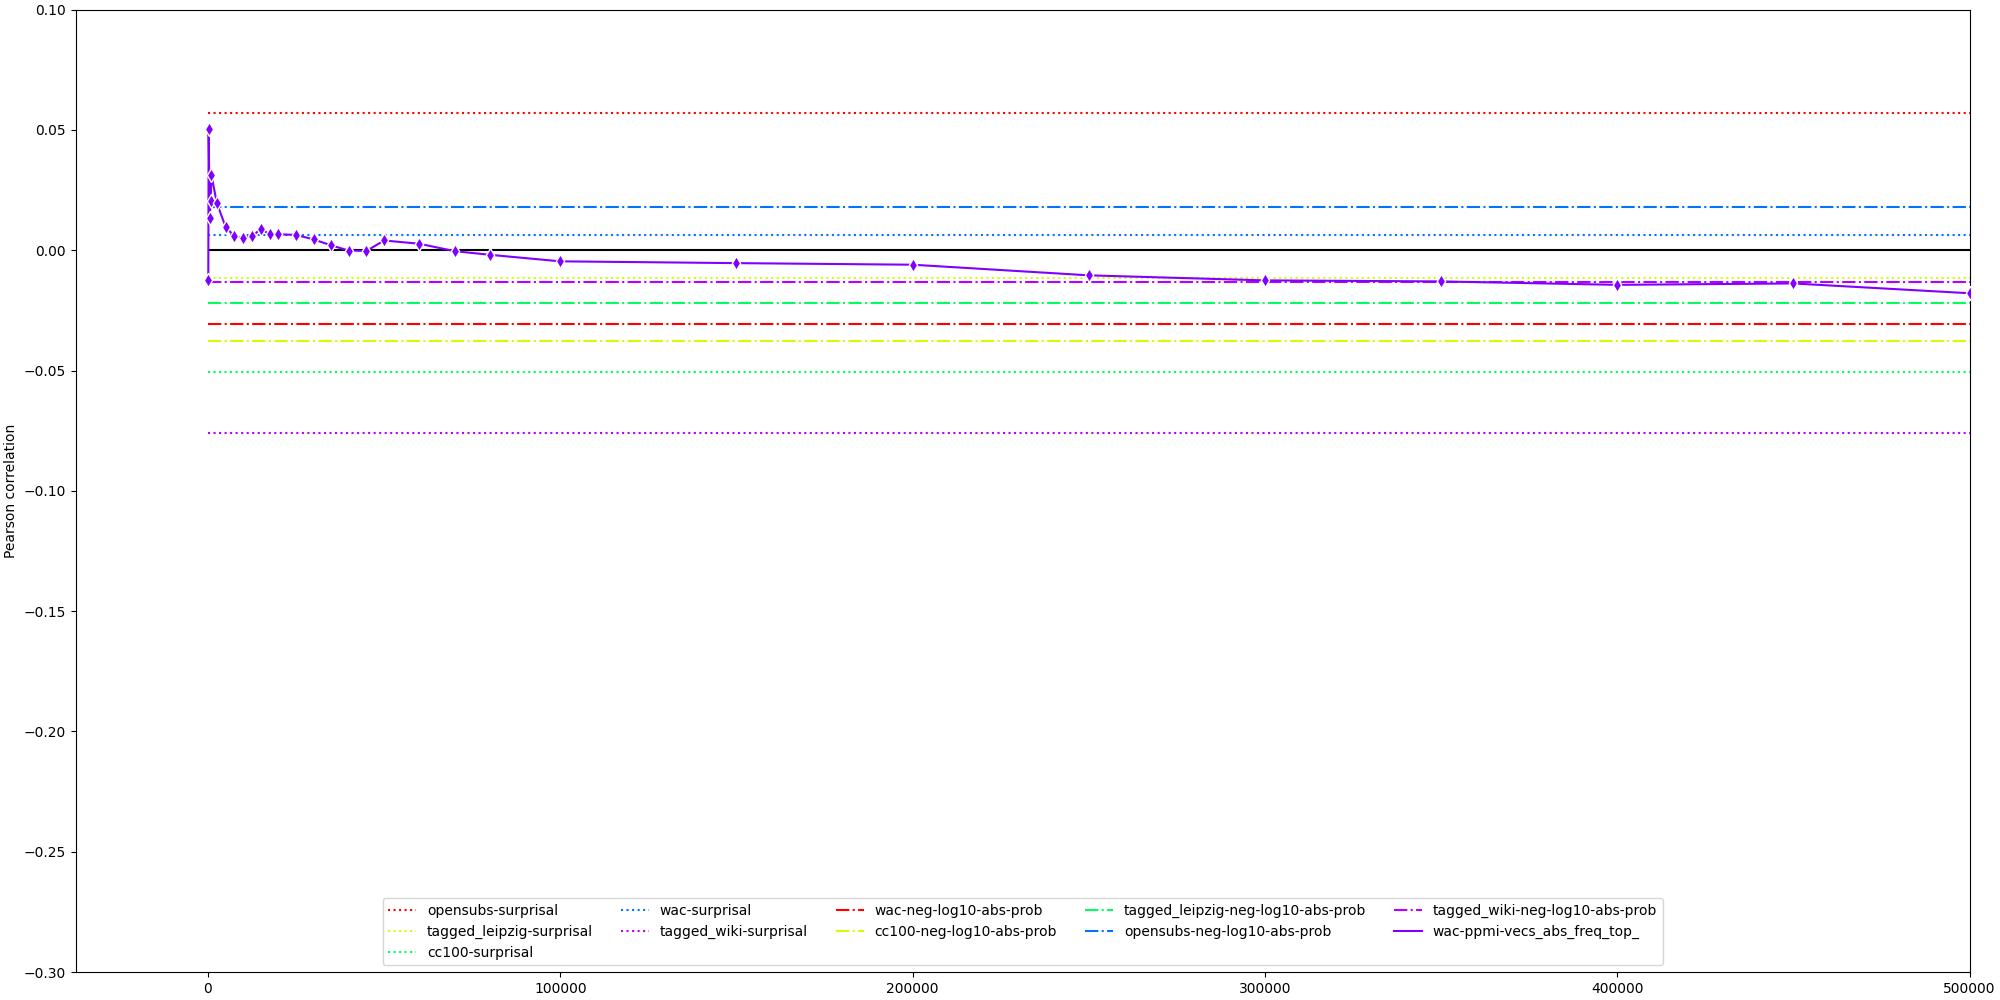 0.10
0.05
0.00
−0.05
−0.10
−0.15
−0.20
−0.25
−0.30
Pearson correlation
0 100000 200000 300000 400000 500000
opensubs-surprisal wac-surprisal wac-neg-log10-abs-prob tagged_leipzig-neg-log10-abs-prob tagged_wiki-neg-log10-abs-prob
tagged_leipzig-surprisal tagged_wiki-surprisal cc100-neg-log10-abs-prob opensubs-neg-log10-abs-prob wac-ppmi-vecs_abs_freq_top_
cc100-surprisal